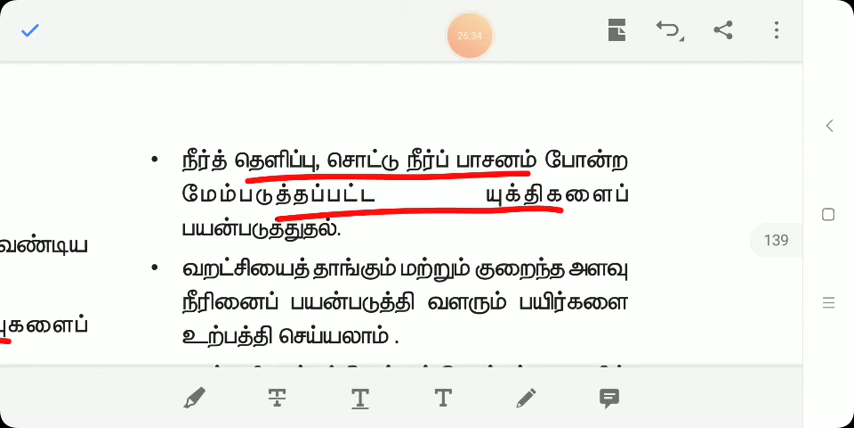 26:34
• நீர்த் தெளிப்பு, சொட்டு நீர்ப் பாசனம் போன்ற
மேம்படுத்தப்பட்ட யுக்திகளைப்
பயன்படுத்துதல்.
வண்டிய
139
• வறட்சியைத் தாங்கும் மற்றும் குறைந்த அளவு
நீரினைப் பயன்படுத்தி வளரும் பயிர்களை
புகளைப்
உற்பத்தி செய்யலாம் .
T T T